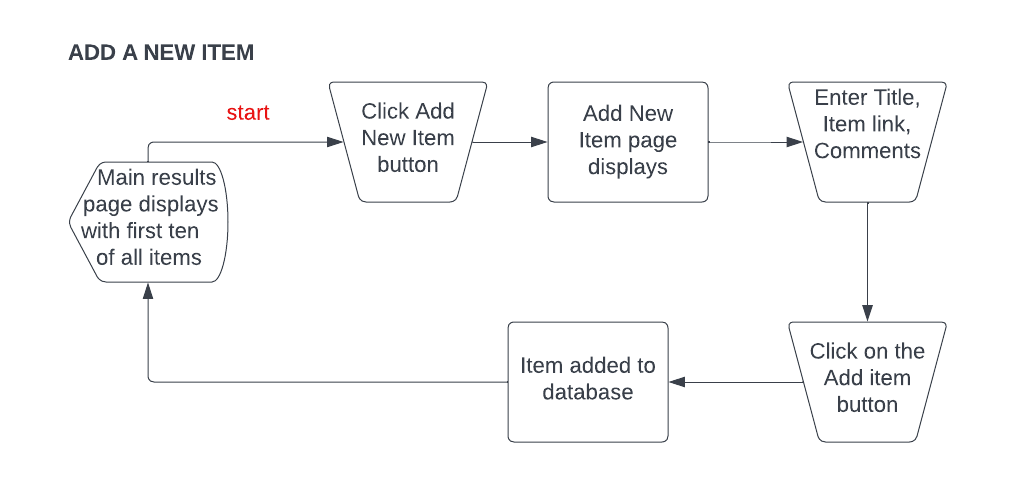 ADD A NEW ITEM
start
Main results
page displays
with first ten
of all items
Click Add
New Item
button
Add New
Item page
displays
Enter Title,
Item link,
Comments
Click on the
Add item
button
Item added to
database